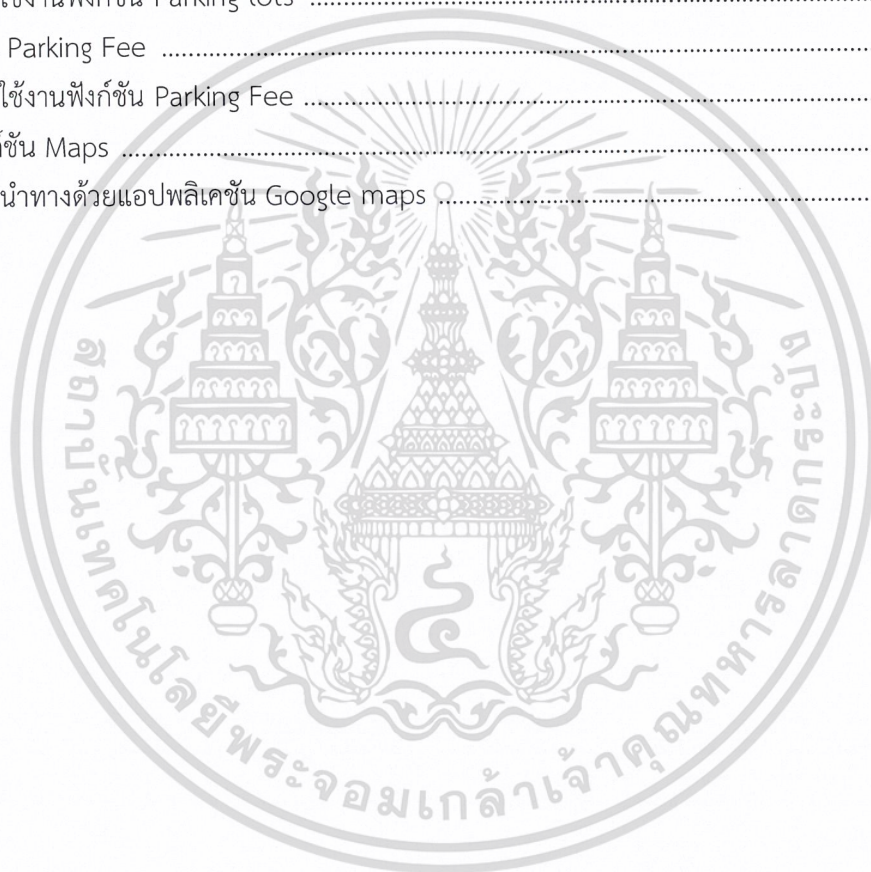 ใช้งานฟังก์ชัน Parking lots ........................................................................
Parking Fee ........................................................................
ใช้งานฟังก์ชัน Parking Fee ........................................................................
ชัน Maps ........................................................................
นำทางด้วยแอปพลิเคชัน Google maps ........................................................................
สถาบันเทคโนโลยีพระจอมเกล้าเจ้าคุณทหารลาดกระบัง